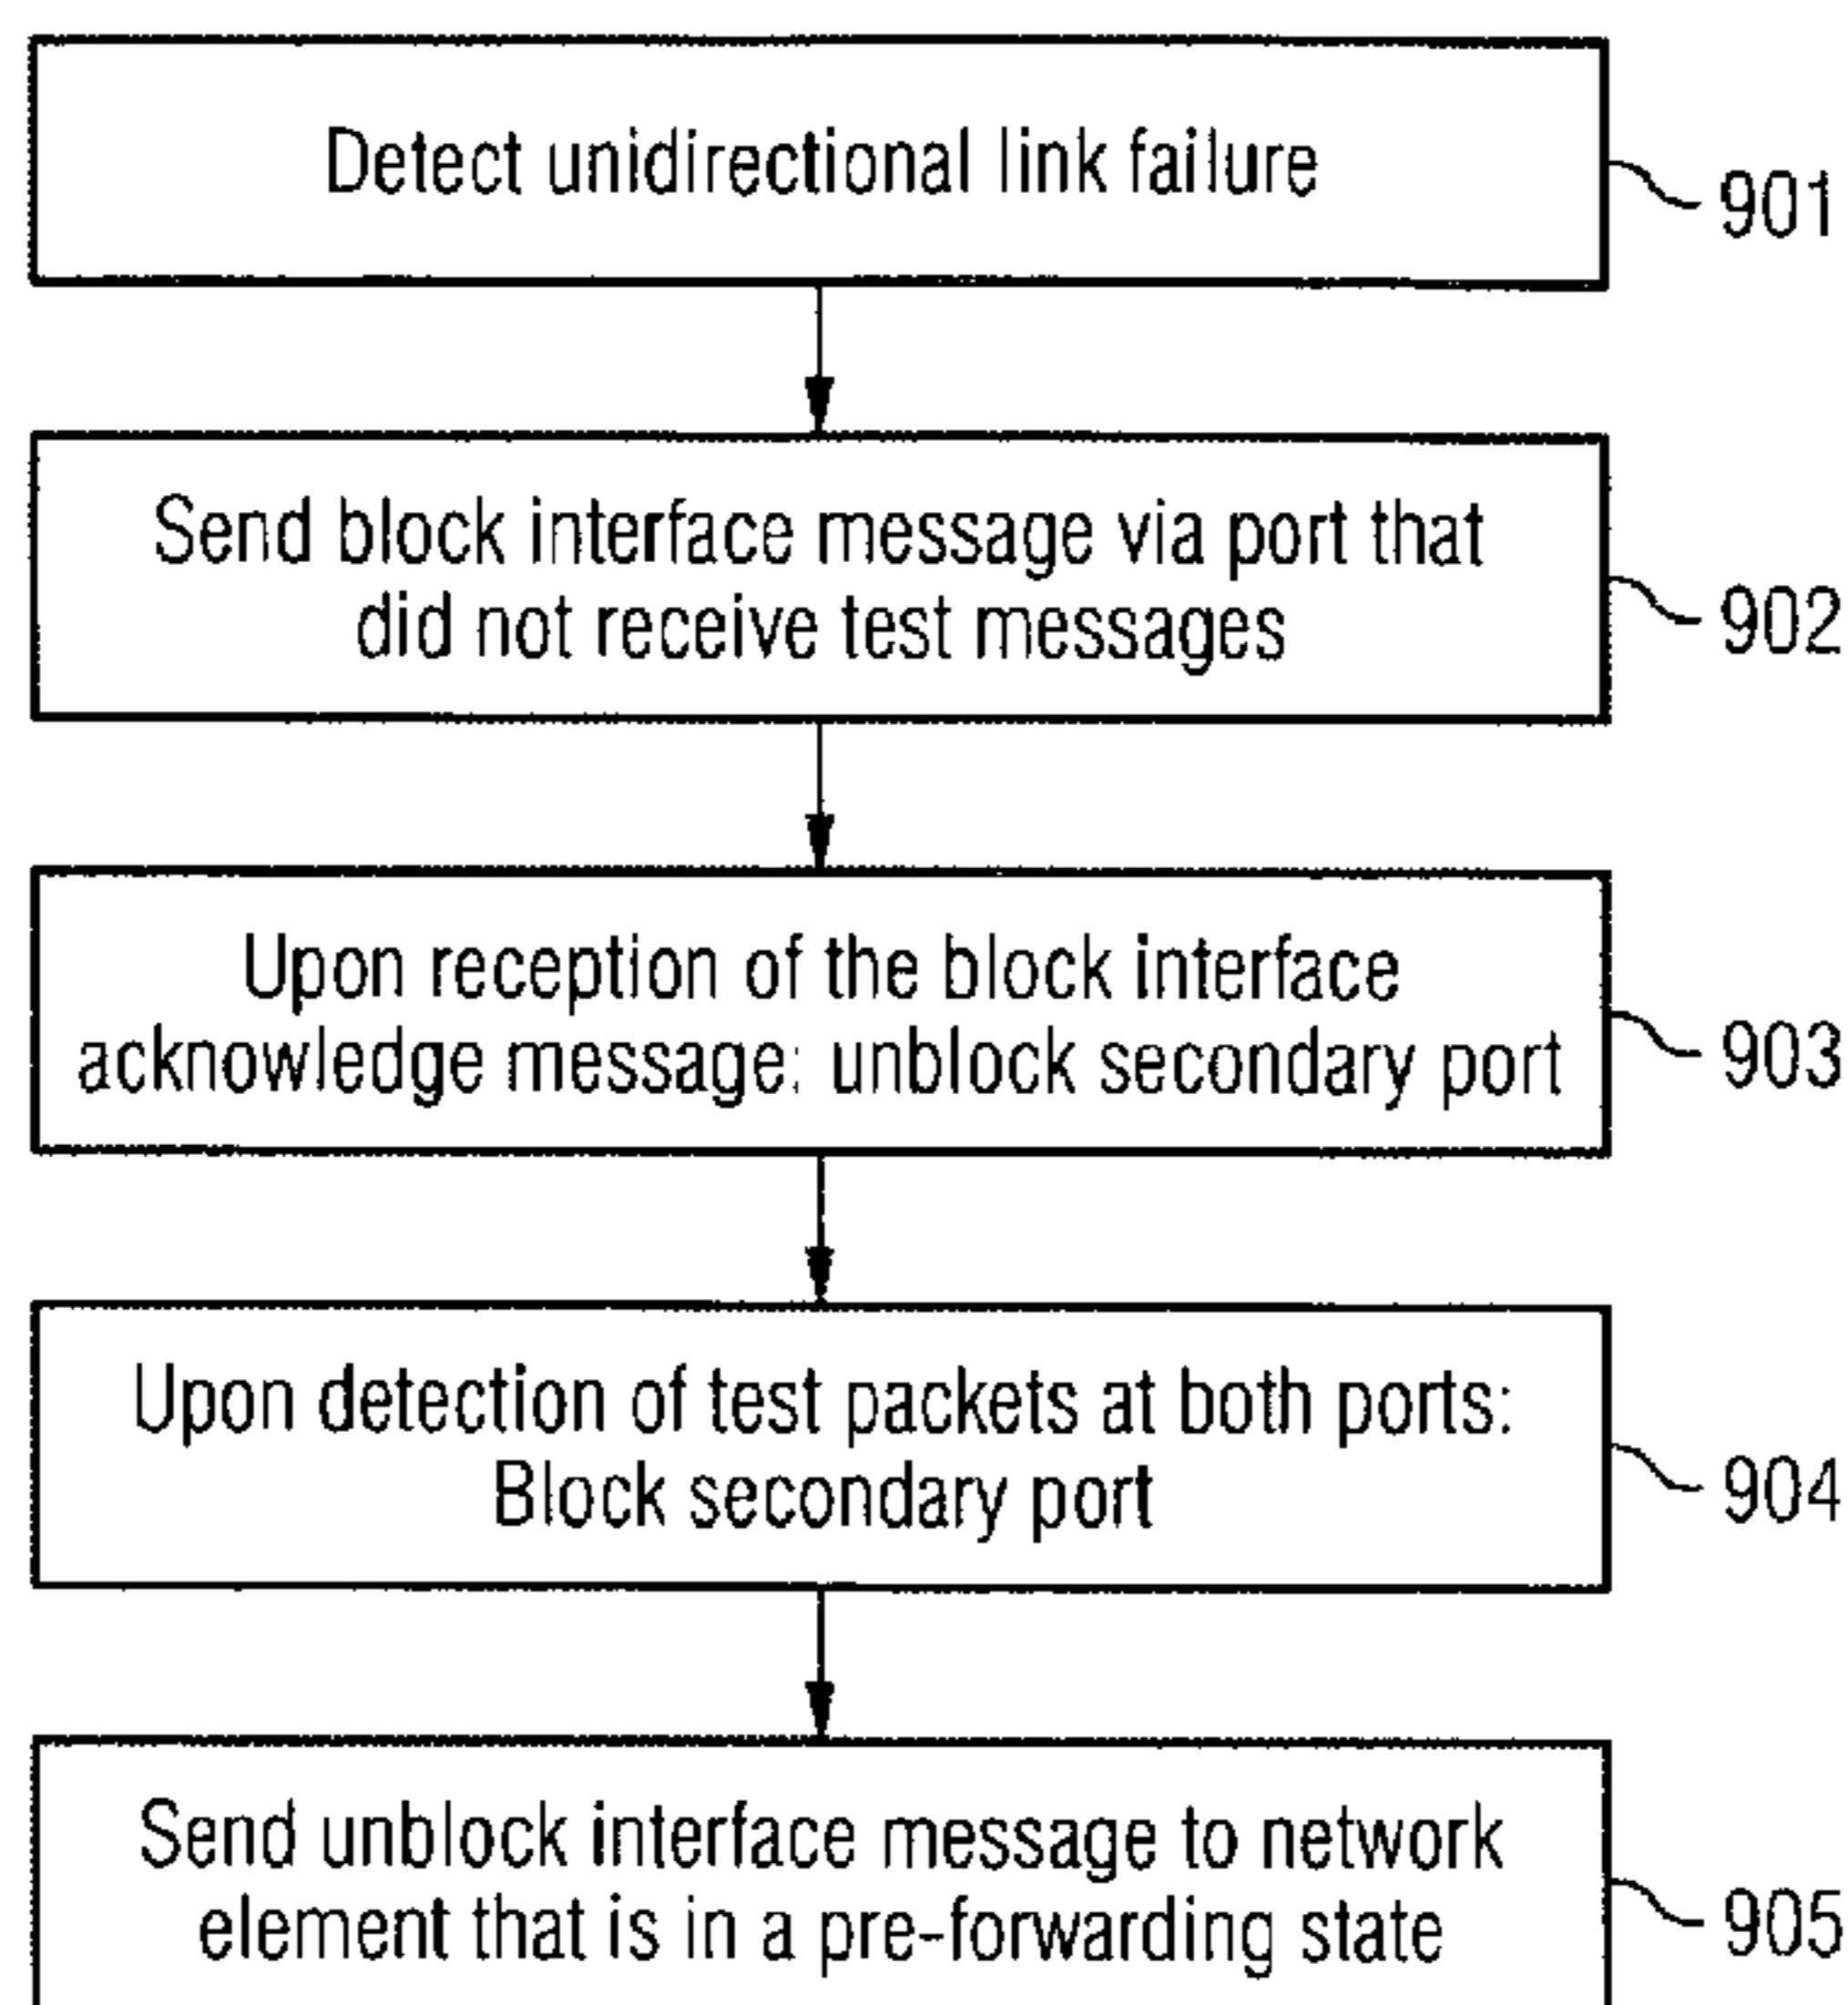 Detect unidirectional link failure
901
Send block interface message via port that
did not receive test messages
902
Upon reception of the block interface
acknowledge message: unblock secondary port
903
Upon detection of test packets at both ports:
Block secondary port
904
Send unblock interface message to network
element that is in a pre-forwarding state
905